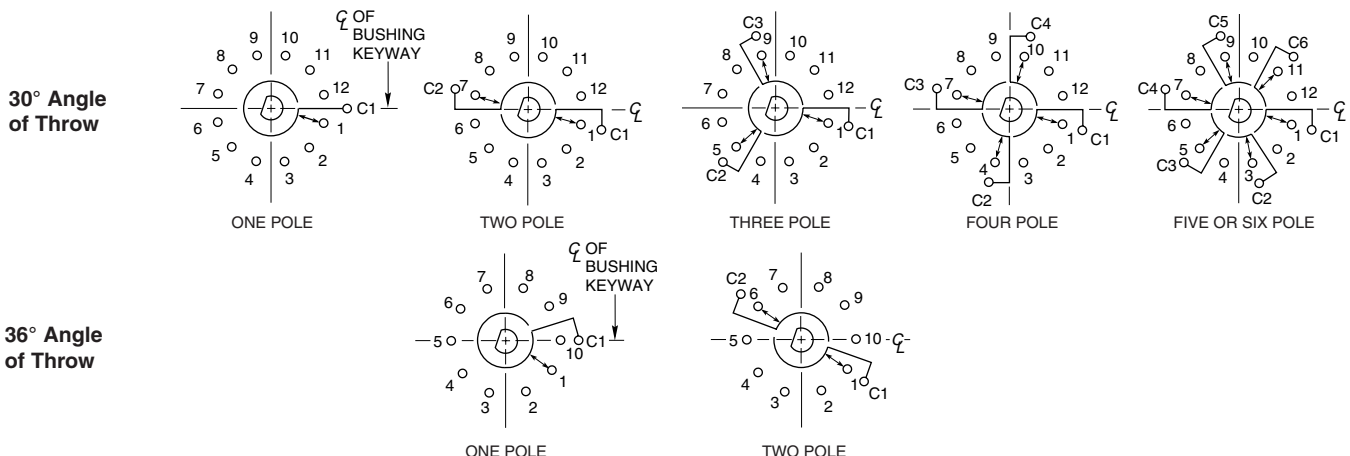 30° Angle
of Throw
℄ OF
BUSHING
KEYWAY
9 10
8 11
7 12
C1
6 1
5 2
4 3
ONE POLE
9 10
8 11
C2 7 12
℄
6 1 C1
5 2
4 3
TWO POLE
C3
9 10
8 11
7 12
℄
6 1 C1
5 2
C2 4 3
THREE POLE
C4
9 10
8 11
C3 7 12
℄
6 1 C1
5 2
4 3
C2
FOUR POLE
C5 C6
9 10
8 11
C4 7 12
℄
6 1 C1
5 2
C3 4 3
C2
FIVE OR SIX POLE
36° Angle
of Throw
℄ OF
BUSHING
KEYWAY
7 8
6 9
5 10 C1
4 1
3 2
ONE POLE
C2 7 8
6 9
5 10 ℄
4 1 C1
3 2
TWO POLE